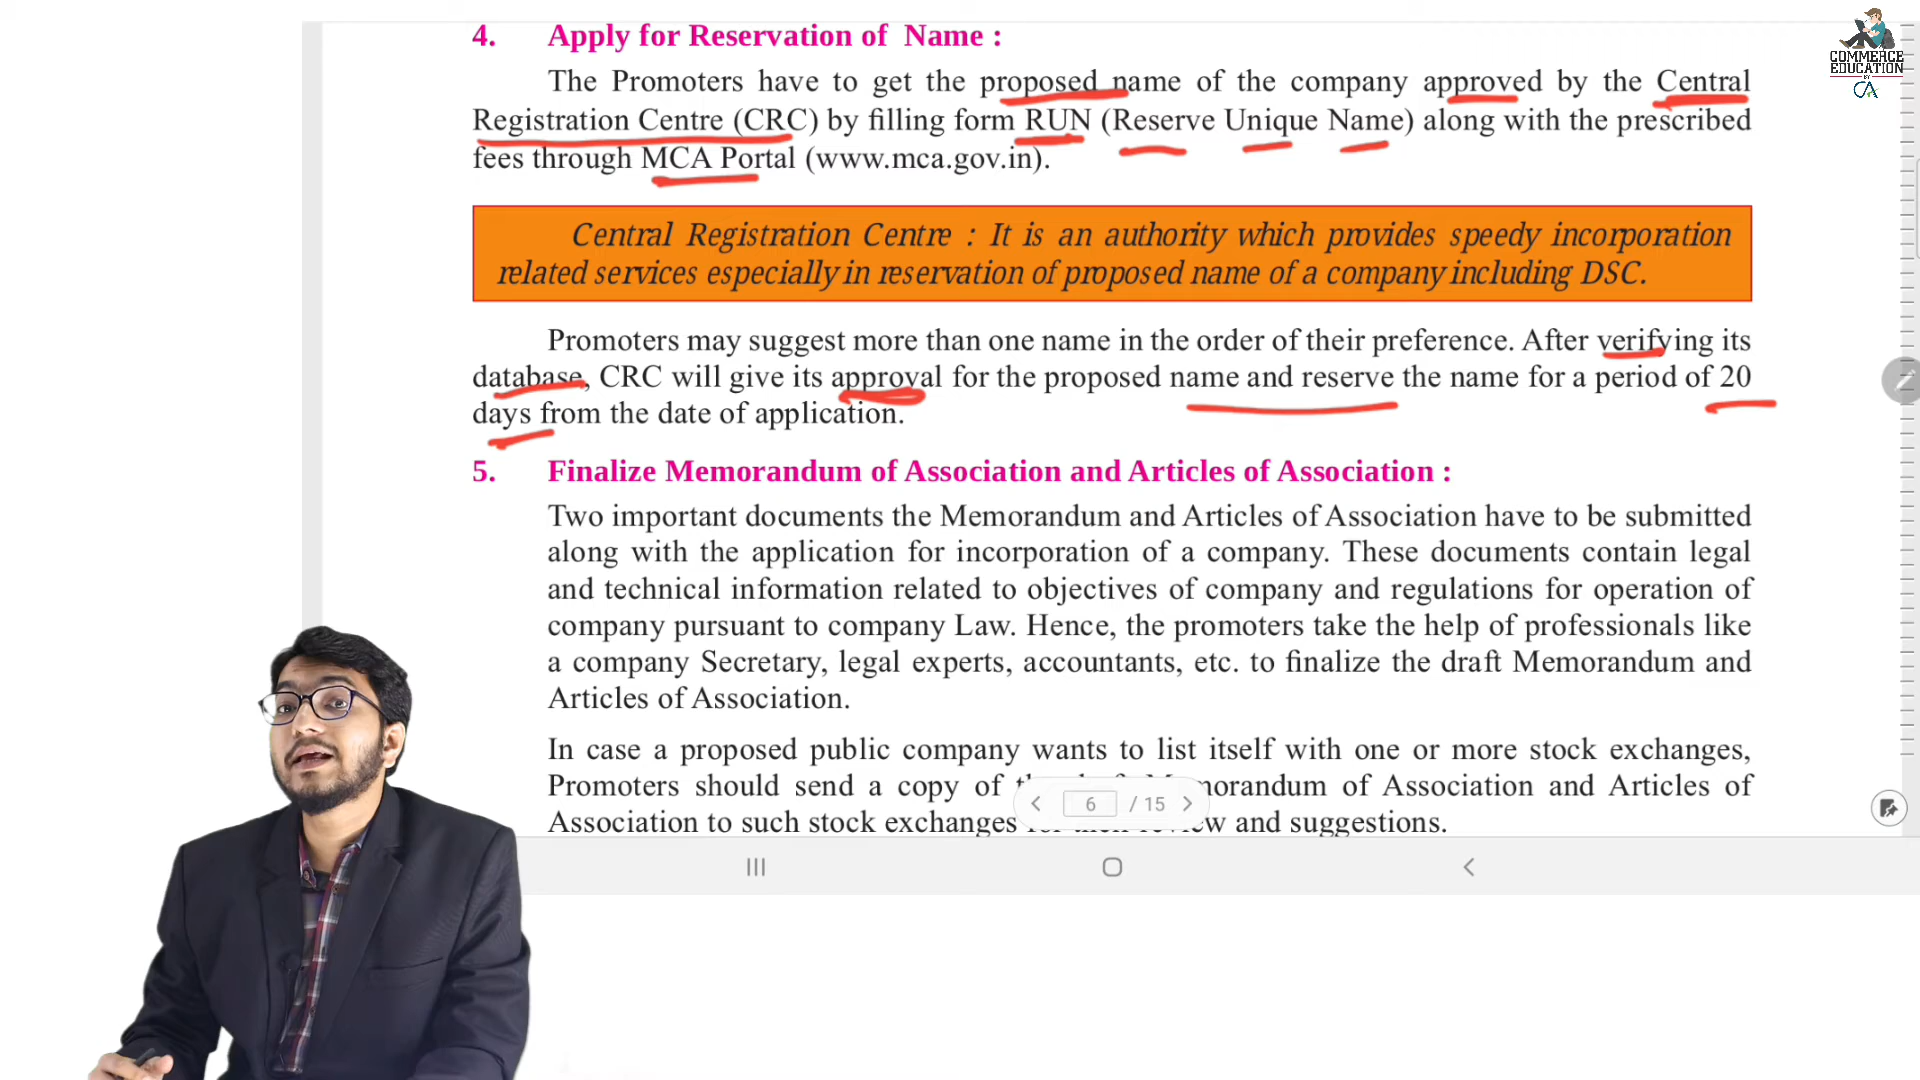 4. Apply for Reservation of Name :
The Promoters have to get the proposed name of the company approved by the Central
Registration Centre (CRC) by filling form RUN (Reserve Unique Name) along with the prescribed
fees through MCA Portal (www.mca.gov.in).
Central Registration Centre : It is an authority which provides speedy incorporation
related services especially in reservation of proposed name of a company including DSC.
Promoters may suggest more than one name in the order of their preference. After verifying its
database, CRC will give its approval for the proposed name and reserve the name for a period of 20
days from the date of application.
5. Finalize Memorandum of Association and Articles of Association :
Two important documents the Memorandum and Articles of Association have to be submitted
along with the application for incorporation of a company. These documents contain legal
and technical information related to objectives of company and regulations for operation of
company pursuant to company Law. Hence, the promoters take the help of professionals like
a company Secretary, legal experts, accountants, etc. to finalize the draft Memorandum and
Articles of Association.
In case a proposed public company wants to list itself with one or more stock exchanges,
Promoters should send a copy of Memorandum of Association and Articles of
Association to such stock exchanges review and suggestions.
6 / 15
COMMERCE
EDUCATION
BY
CA